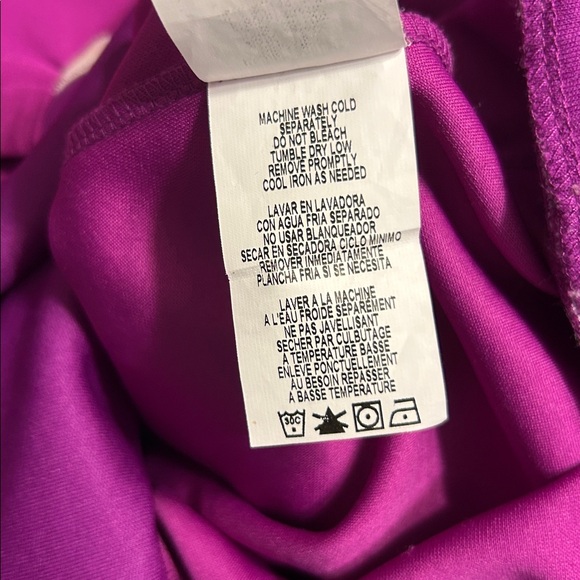 MACHINE WASH COLD
SEPARATELY
DO NOT BLEACH
TUMBLE DRY LOW
REMOVE PROMPTLY
COOL IRON AS NEEDED
LAVAR EN LAVADORA
CON AGUA FRIA SEPARADO
NO USAR BLANQUEADOR
SECAR EN SECADORA CICLO MINIMO
REMOVER INMEDIATAMENTE
PLANCHA FRIA SI SE NECESITA
LAVER A LA MACHINE
A L'EAU FROIDE SÉPARÉMENT
NE PAS JAVELLISANT
SECHER PAR CULBUTAGE
À TEMPERATURE BASSE
ENLEVE PONCTUELLEMENT
AU BESOIN REPASSER
A BASSE TEMPÉRATURE